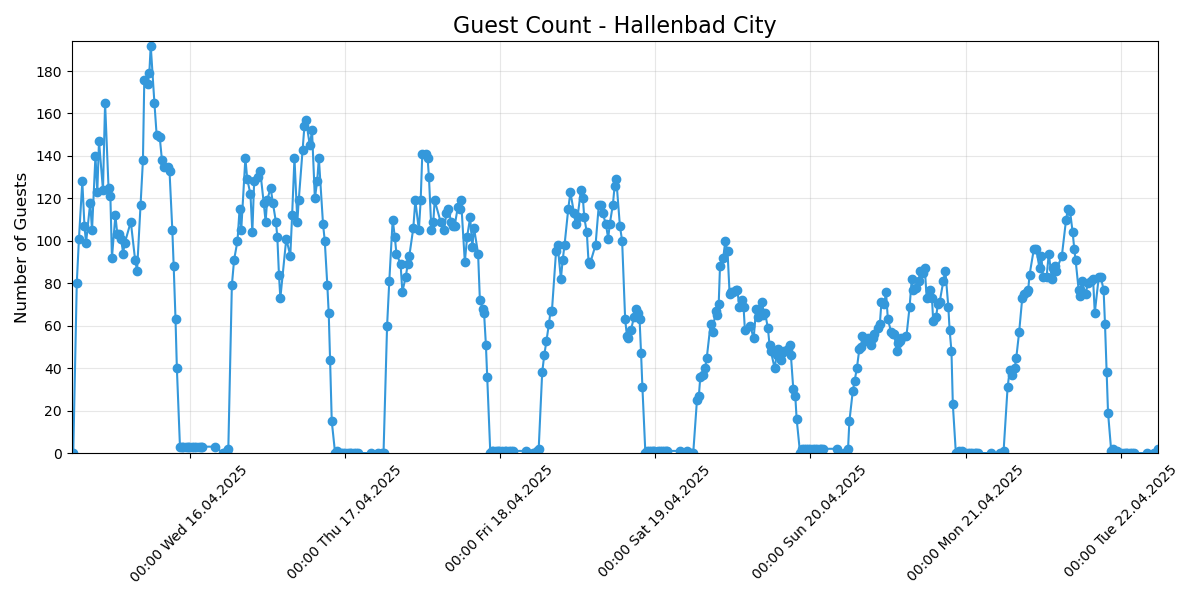 Guest Count - Hallenbad City
Number of Guests
180
160
140
120
100
80
60
40
20
0
00:00 Wed 16.04.2025
00:00 Thu 17.04.2025
00:00 Fri 18.04.2025
00:00 Sat 19.04.2025
00:00 Sun 20.04.2025
00:00 Mon 21.04.2025
00:00 Tue 22.04.2025